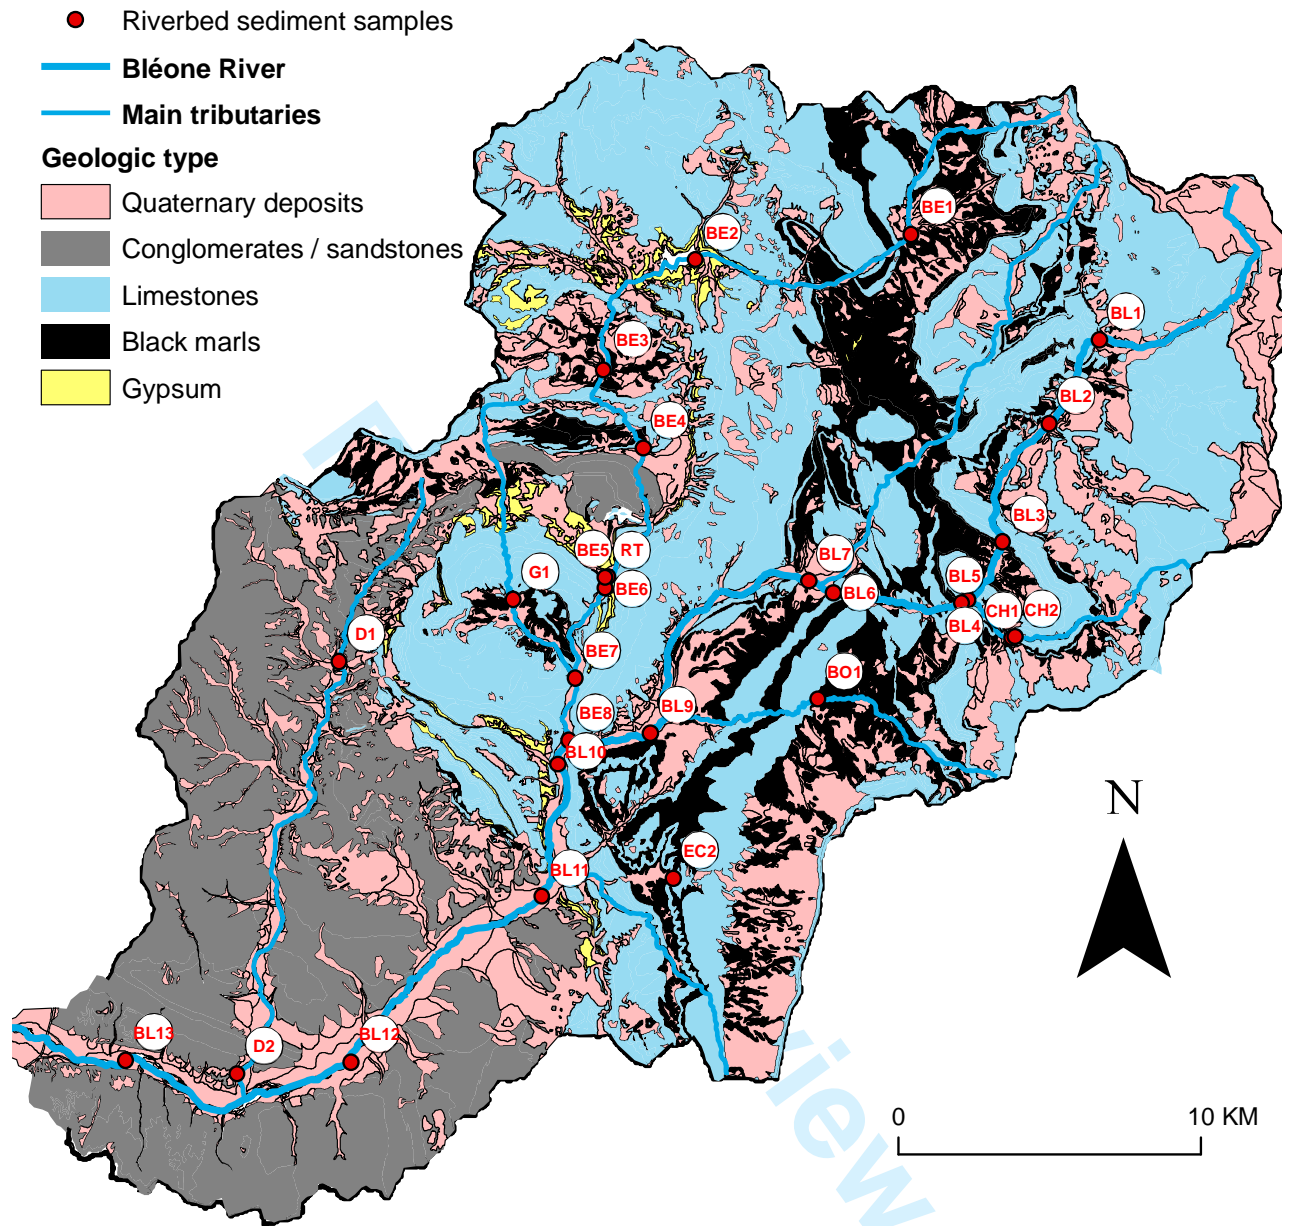 Riverbed sediment samples
Bléone River
Main tributaries
Geologic type
Quaternary deposits
Conglomerates / sandstones
Limestones
Black marls
Gypsum
BE1
BE2
BL1
BE3
BL2
BE4
BL3
BE5
RT
BL7
BL5
G1
BE6
BL6
CH1
CH2
BL4
D1
BE7
BO1
BE8
BL9
BL10
N
EC2
BL11
BL13
D2
BL12
0
10 KM
iew